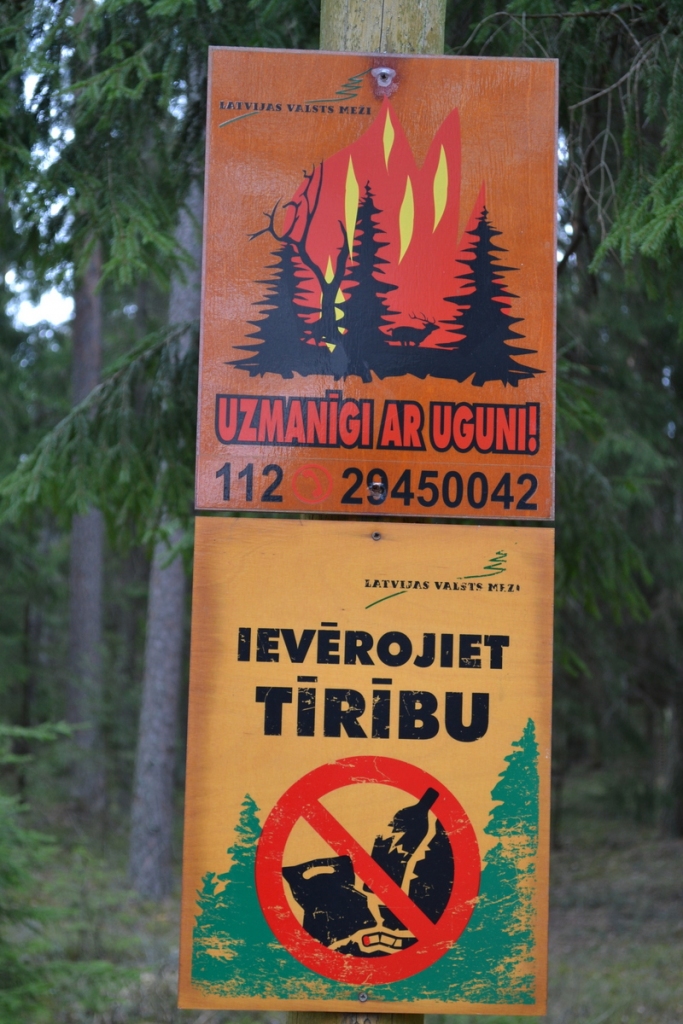 LATVIJAS VALSTS MEŽI
UZMANĪGI AR UGUNI!
112 29450042
LATVIJAS VALSTS MEŽI
IEVĒROJIET
TĪRĪBU